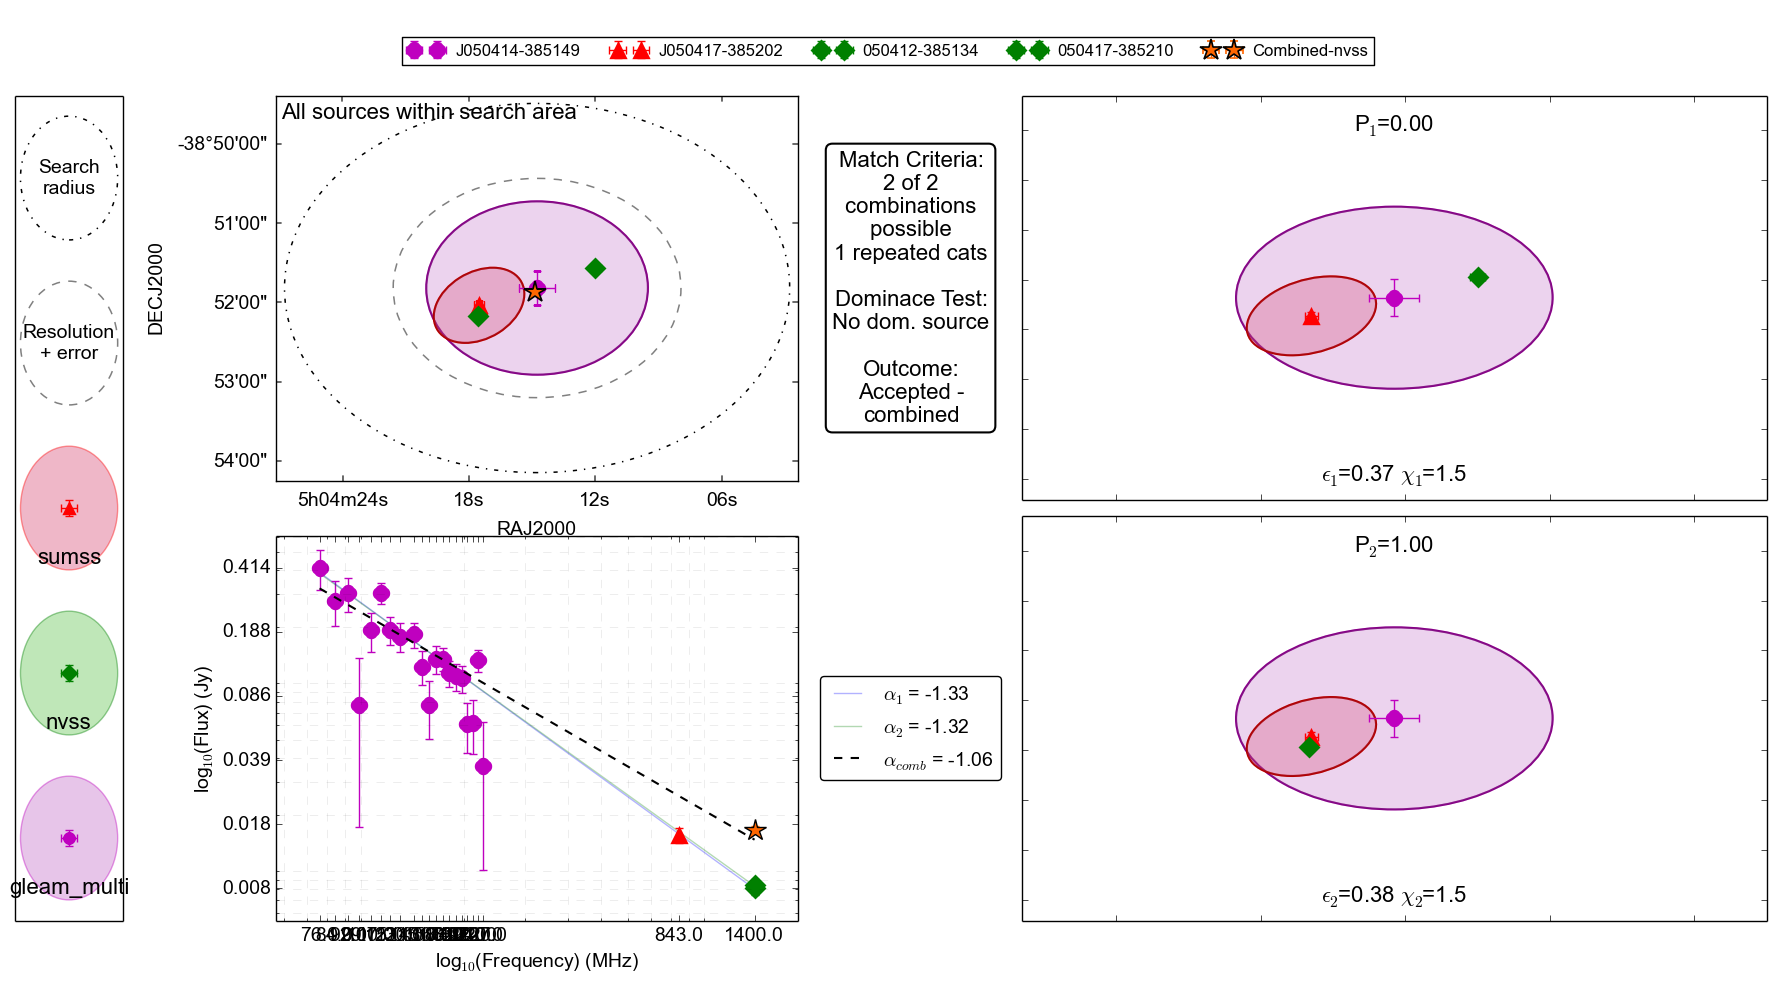 J050414-385149 J050417-385202 050412-385134 050417-385210 Combined-nvss
Search
radius
Resolution
+ error
sumss
nvss
gleam_multi
All sources within search area
DECJ2000
-38°50'00"
51'00"
52'00"
53'00"
54'00"
5h04m24s 18s 12s 06s
RAJ2000
Match Criteria:
2 of 2
combinations
possible
1 repeated cats
Dominace Test:
No dom. source
Outcome:
Accepted -
combined
P1=0.00
ϵ1=0.37 χ1=1.5
P2=1.00
ϵ2=0.38 χ2=1.5
log10(Flux) (Jy)
0.414
0.188
0.086
0.039
0.018
0.008
843.0 1400.0
log10(Frequency) (MHz)
α1 = -1.33
α2 = -1.32
αcomb = -1.06